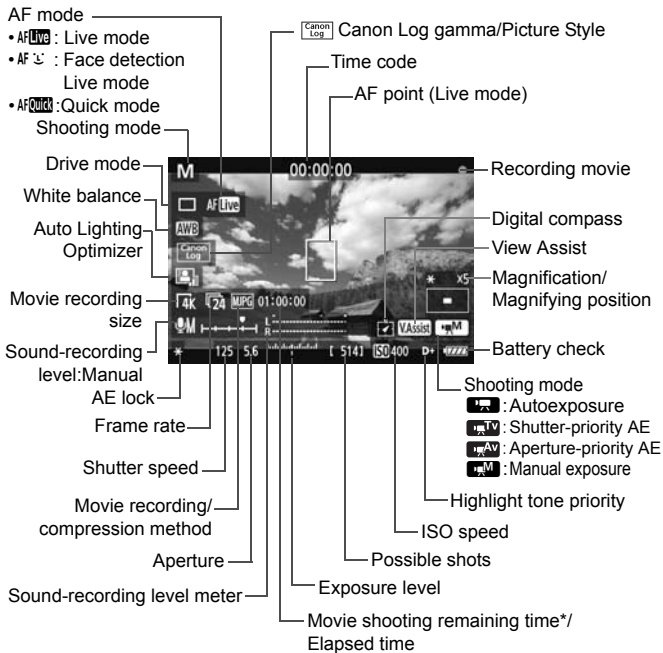 AF mode
• AF Live : Live mode
• AF : Face detection
Live mode
• AF Quick :Quick mode
Shooting mode
Drive mode
White balance
Auto Lighting
Optimizer
Movie recording
size
Sound-recording
level:Manual
AE lock
Frame rate
Shutter speed
Movie recording/
compression method
Aperture
Sound-recording level meter
Canon Log Canon Log gamma/Picture Style
Time code
AF point (Live mode)
M 00:00:00
AF Live
AWB
Canon
Log
4K 24 MJPG 01:00:00
M L
R
125 5.6 [ 514] ISO 400 D+
x5
V.Assist M
Recording movie
Digital compass
View Assist
Magnification/
Magnifying position
Battery check
Shooting mode
: Autoexposure
Tv : Shutter-priority AE
Av : Aperture-priority AE
M : Manual exposure
Highlight tone priority
ISO speed
Possible shots
Exposure level
Movie shooting remaining time*/
Elapsed time